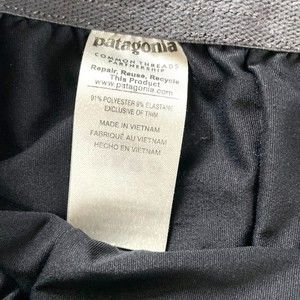 patagonia
COMMON THREADS
PARTNERSHIP
Repair, Reuse, Recycle
This Product
www.patagonia.com
91% POLYESTER 9% ELASTANE
EXCLUSIVE OF TRIM
MADE IN VIETNAM
FABRIQUÉ AU VIETNAM
HECHO EN VIETNAM